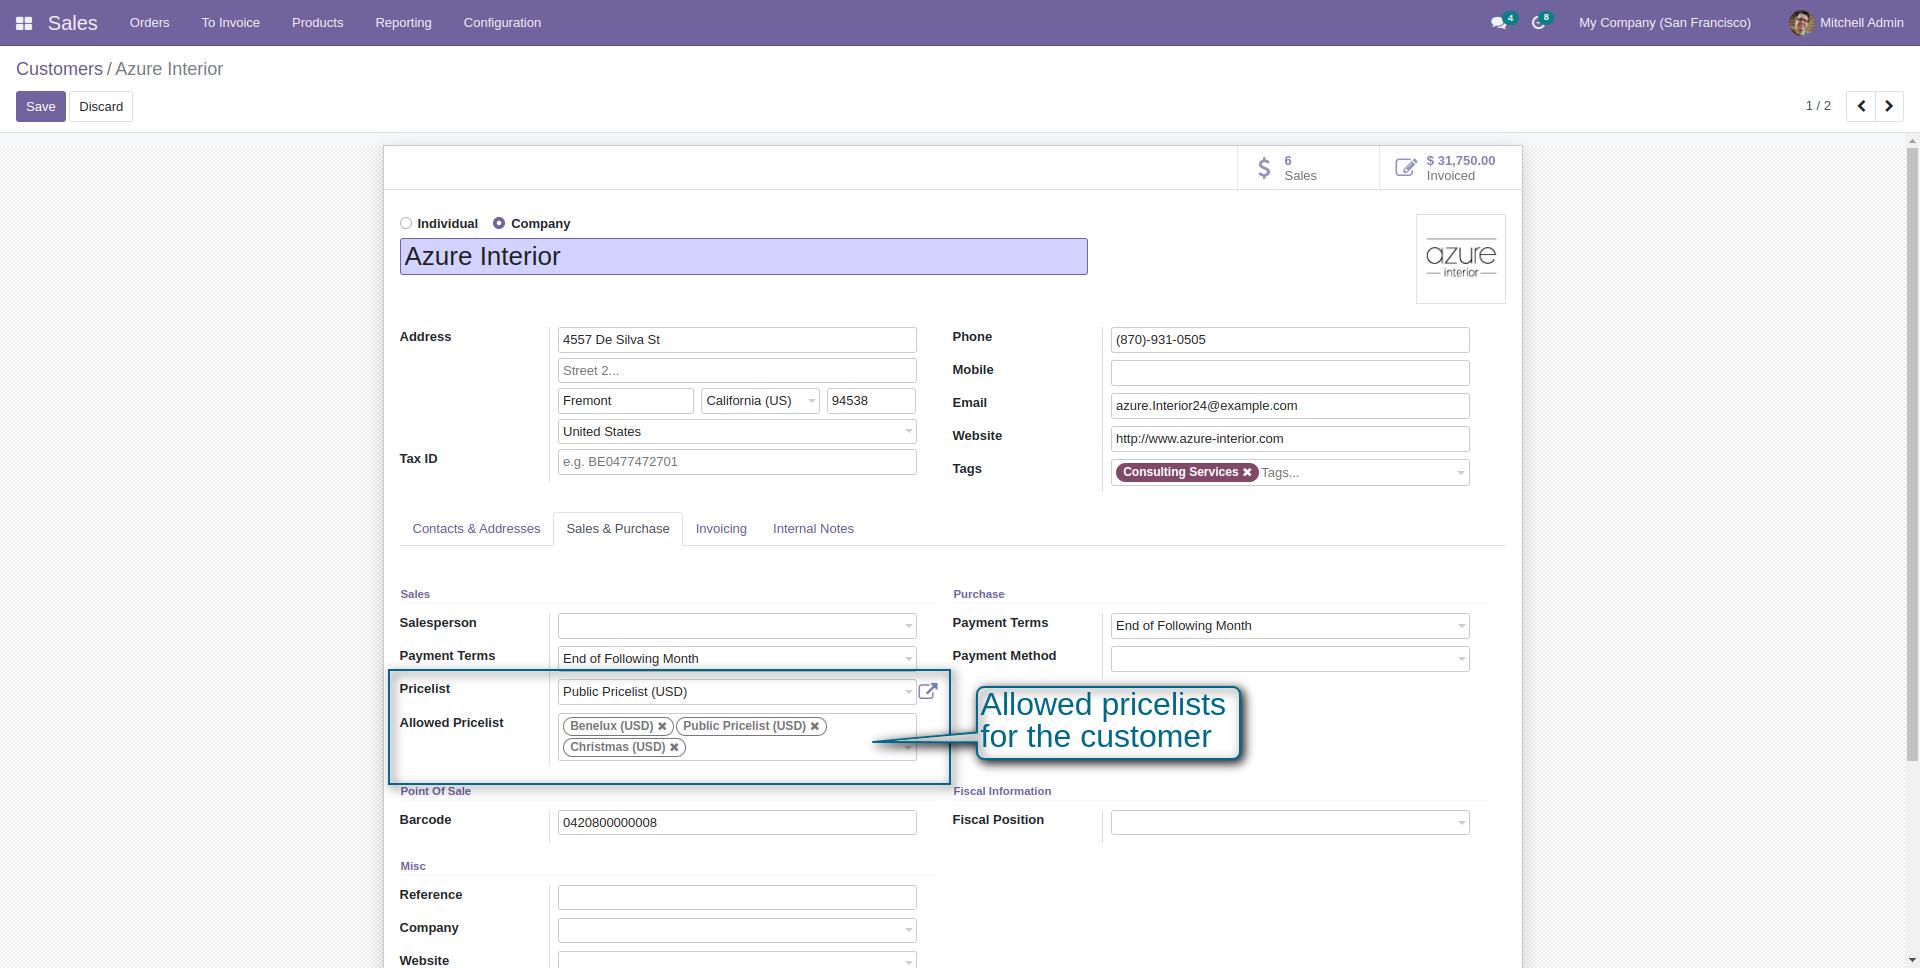 Sales Orders To Invoice Products Reporting Configuration 4 8 My Company (San Francisco) Mitchell Admin
Customers / Azure Interior
Save Discard 1 / 2
6 $ 31,750.00
Sales Invoiced
Individual Company
Azure Interior
azure
interior
Address 4557 De Silva St Phone (870)-931-0505
Street 2... Mobile
Fremont California (US) 94538 Email azure.Interior24@example.com
United States Website http://www.azure-interior.com
Tax ID e.g. BE0477472701 Tags Consulting Services ✖ Tags...
Contacts & Addresses Sales & Purchase Invoicing Internal Notes
Sales Purchase
Salesperson Payment Terms End of Following Month
Payment Terms End of Following Month Payment Method
Pricelist Public Pricelist (USD)
Allowed Pricelist Benelux (USD) ✖ Public Pricelist (USD) ✖
Christmas (USD) ✖
Allowed pricelists
for the customer
Point Of Sale Fiscal Information
Barcode 0420800000008 Fiscal Position
Misc
Reference
Company
Website